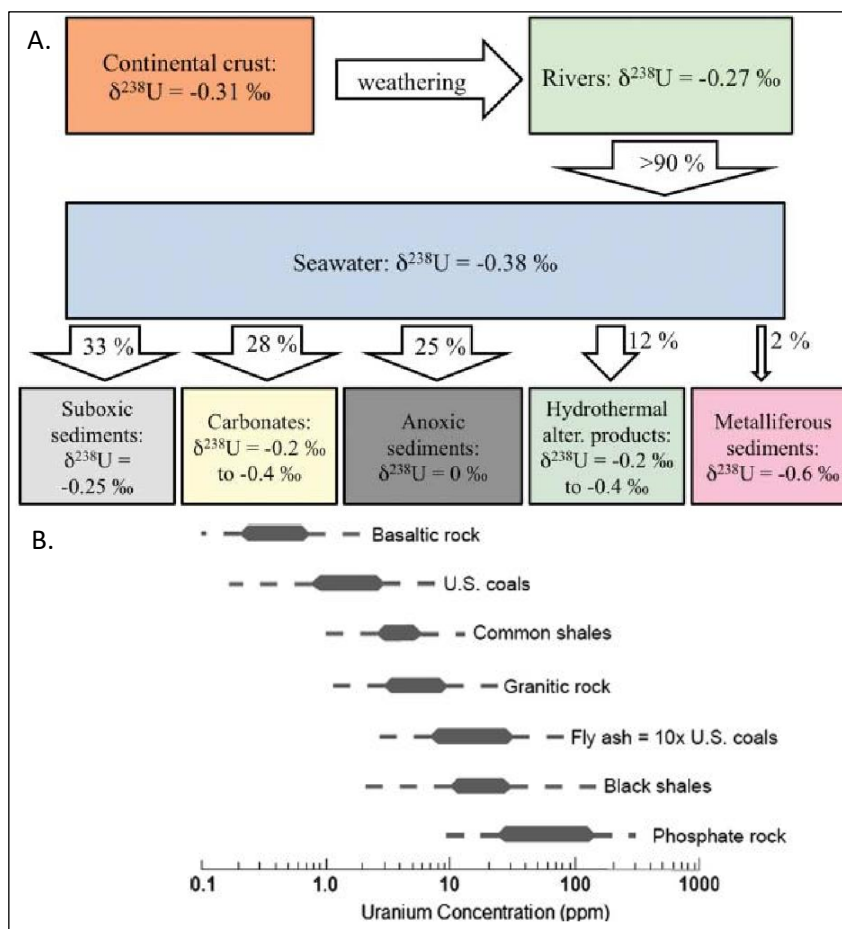 A.
Continental crust:
δ²³⁸U = -0.31 ‰
weathering
Rivers: δ²³⁸U = -0.27 ‰
>90 %
Seawater: δ²³⁸U = -0.38 ‰
33 %
28 %
25 %
12 %
2 %
Suboxic
sediments:
δ²³⁸U =
-0.25 ‰
Carbonates:
δ²³⁸U = -0.2 ‰
to -0.4 ‰
Anoxic
sediments:
δ²³⁸U = 0 ‰
Hydrothermal
alter. products:
δ²³⁸U = -0.2 ‰
to -0.4 ‰
Metalliferous
sediments:
δ²³⁸U = -0.6 ‰
B.
Basaltic rock
U.S. coals
Common shales
Granitic rock
Fly ash = 10x U.S. coals
Black shales
Phosphate rock
0.1 1.0 10 100 1000
Uranium Concentration (ppm)